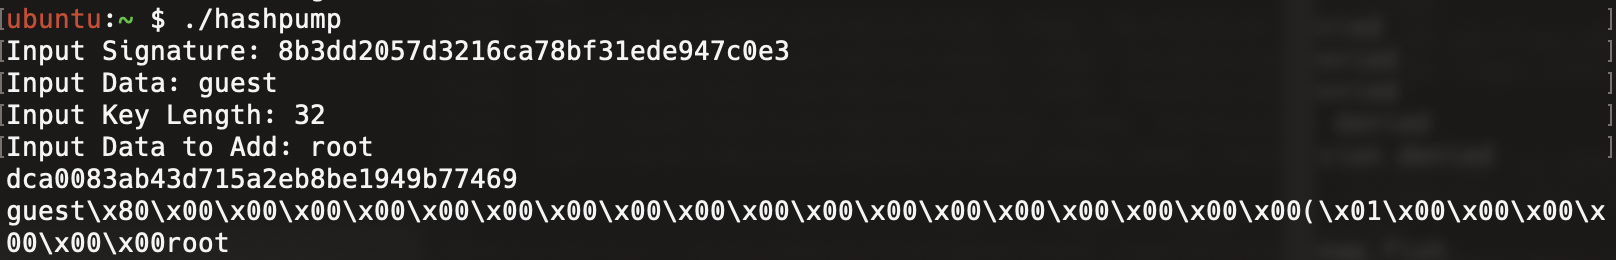 ubuntu:~ $ ./hashpump
Input Signature: 8b3dd2057d3216ca78bf31ede947c0e3
Input Data: guest
Input Key Length: 32
Input Data to Add: root
dca0083ab43d715a2eb8be1949b77469
guest\x80\x00\x00\x00\x00\x00\x00\x00\x00\x00\x00\x00\x00\x00\x00\x00\x00\x00\x00(\x01\x00\x00\x00\x
00\x00\x00root